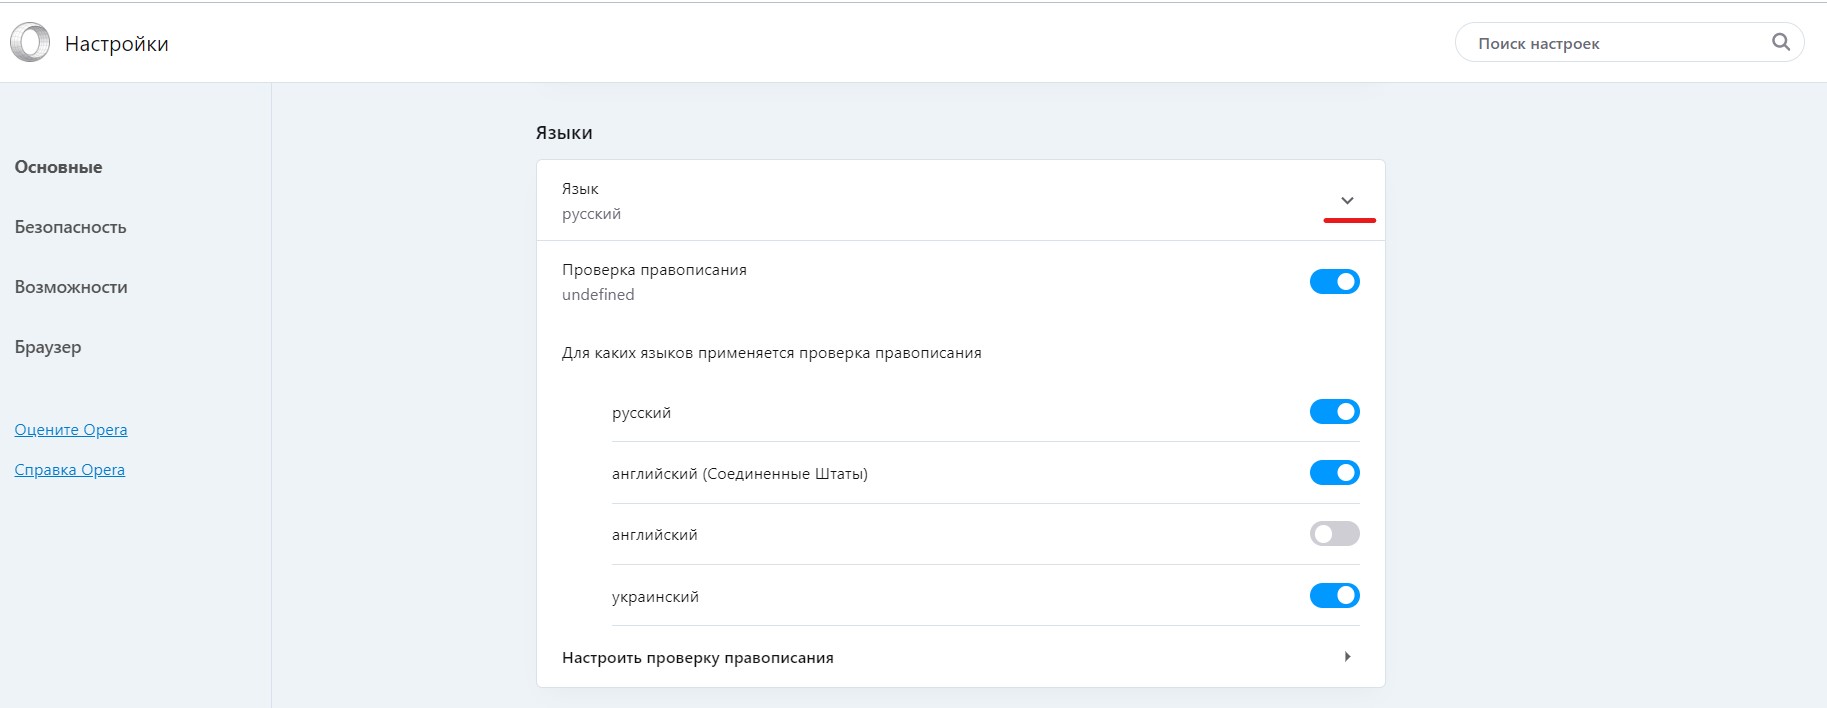 Настройки
Поиск настроек
Основные
Безопасность
Возможности
Браузер
Оцените Opera
Справка Opera
Языки
Язык
русский
Проверка правописания
undefined
Для каких языков применяется проверка правописания
русский
английский (Соединенные Штаты)
английский
украинский
Настроить проверку правописания